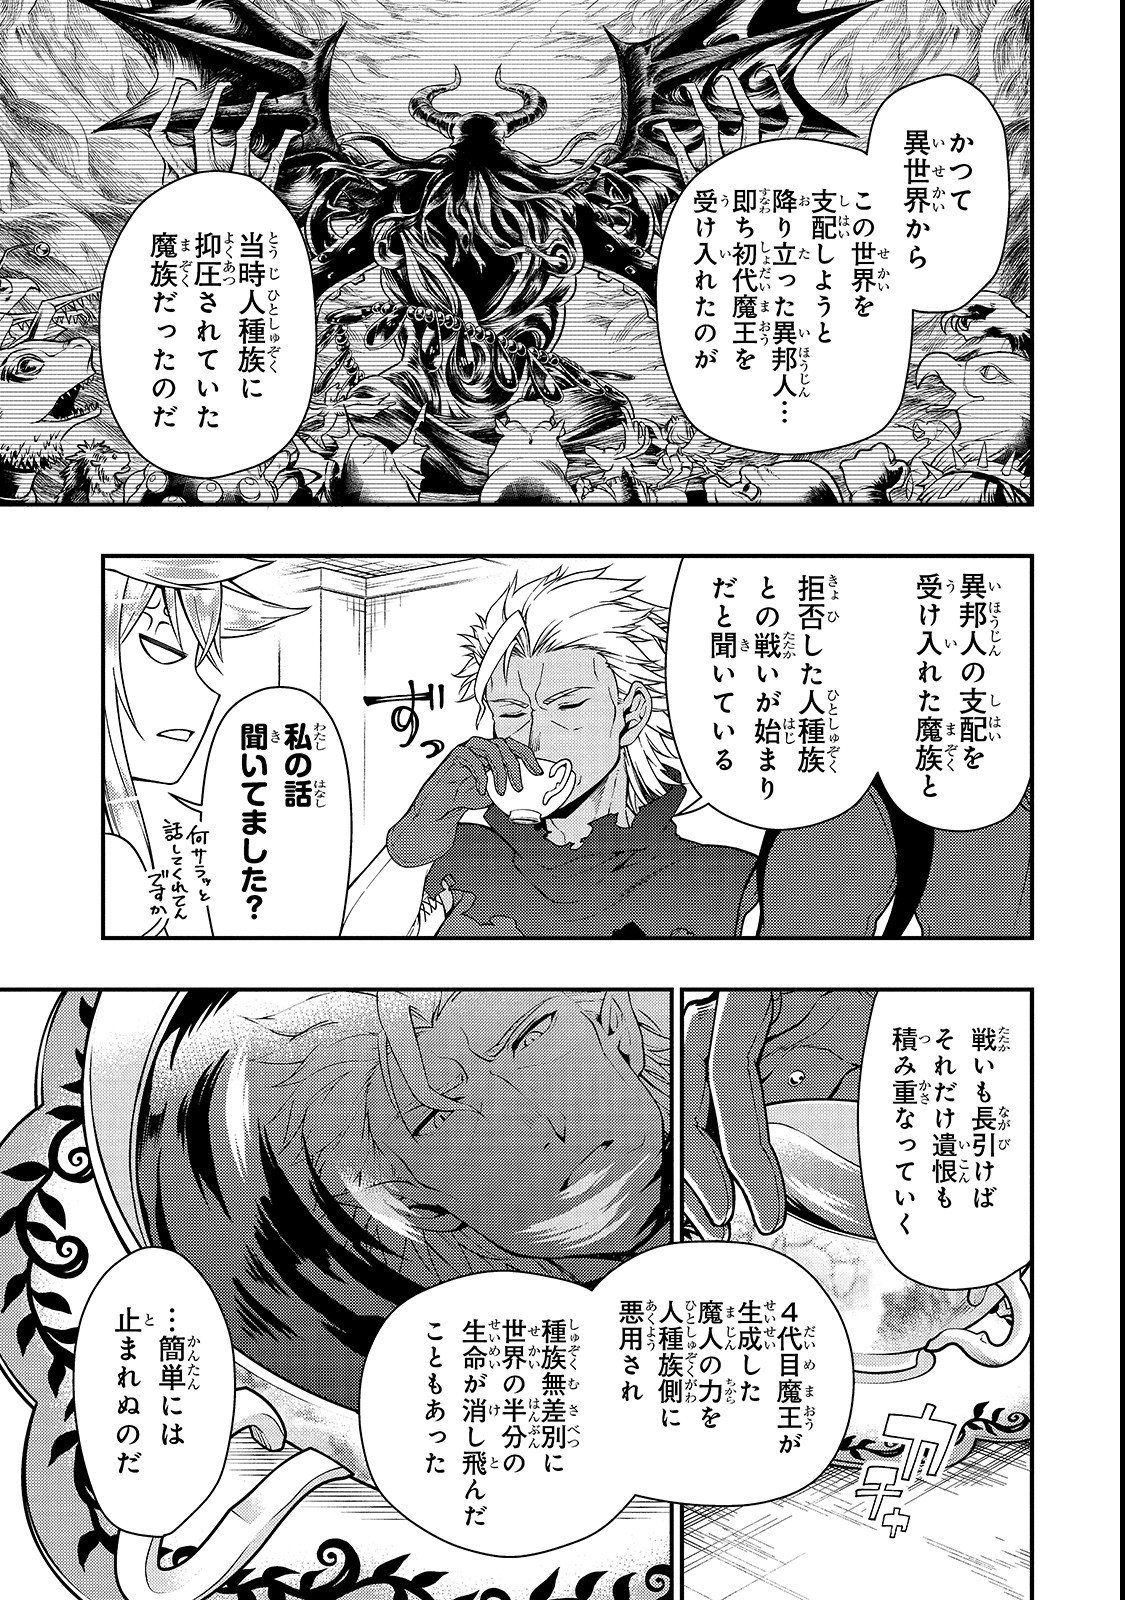 かつて
異世界から
この世界を
支配しようと
降り立った異邦人…
即ち初代魔王を
受け入れたのが
当時人種族に
抑圧されていた
魔族だったのだ
異邦人の支配を
受け入れた魔族と
拒否した人種族
との戦いが始まり
だと聞いている
ずっ
私の話
聞いてました?
何サラッと
話してくれてん
ですか
戦いも長引けば
それだけ遺恨も
積み重なっていく
カチャ
4代目魔王が
生成した
魔人の力を
人種族側に
悪用され
種族無差別に
世界の半分の
生命が消し飛んだ
こともあった
…簡単には
止まれぬのだ